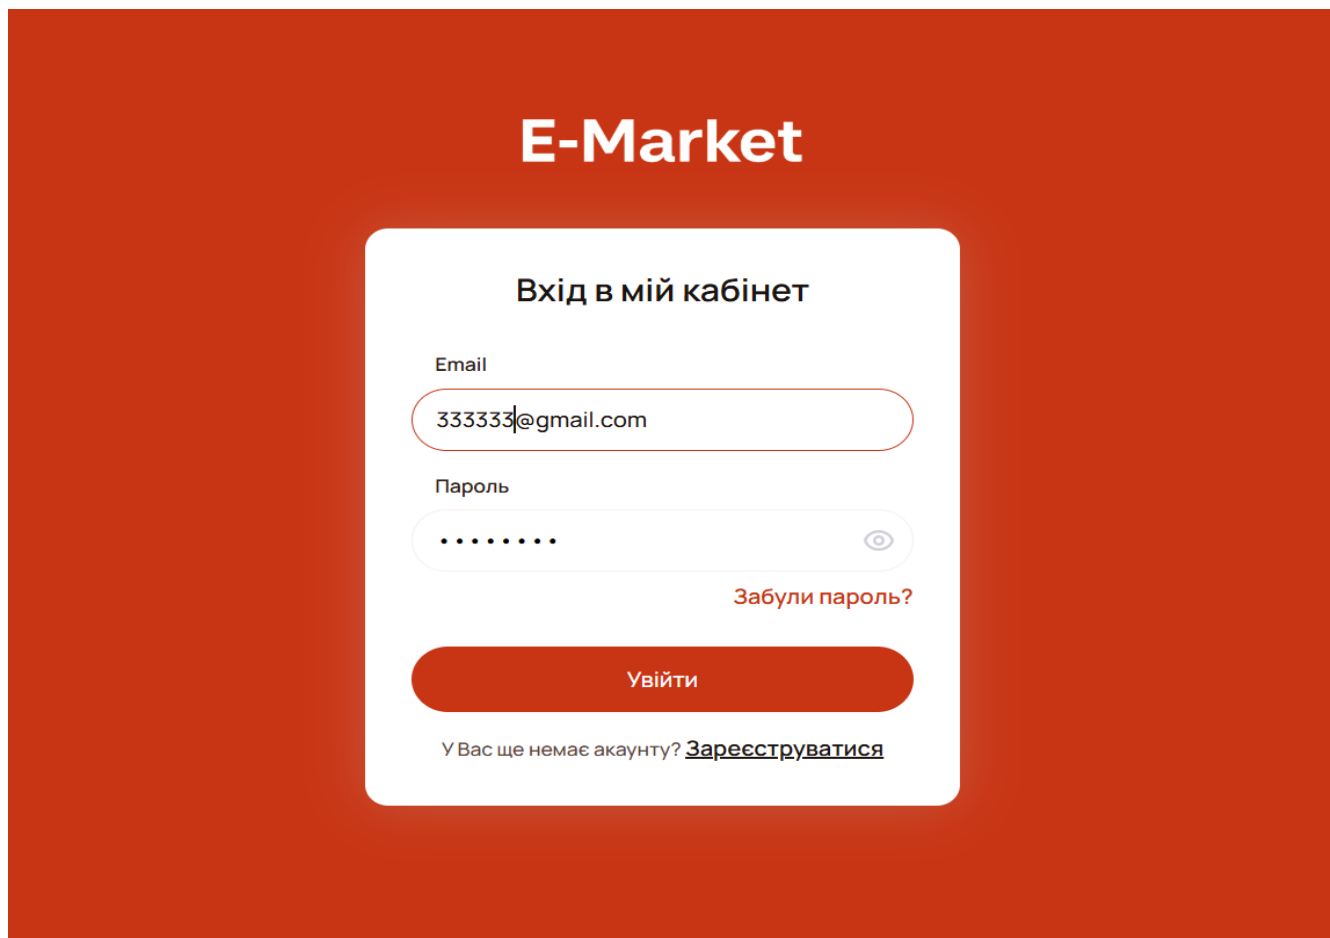 E-Market
Вхід в мій кабінет
Email
333333@gmail.com
Пароль
••••••••
Забули пароль?
Увійти
У Вас ще немає акаунту? Зареєструватися